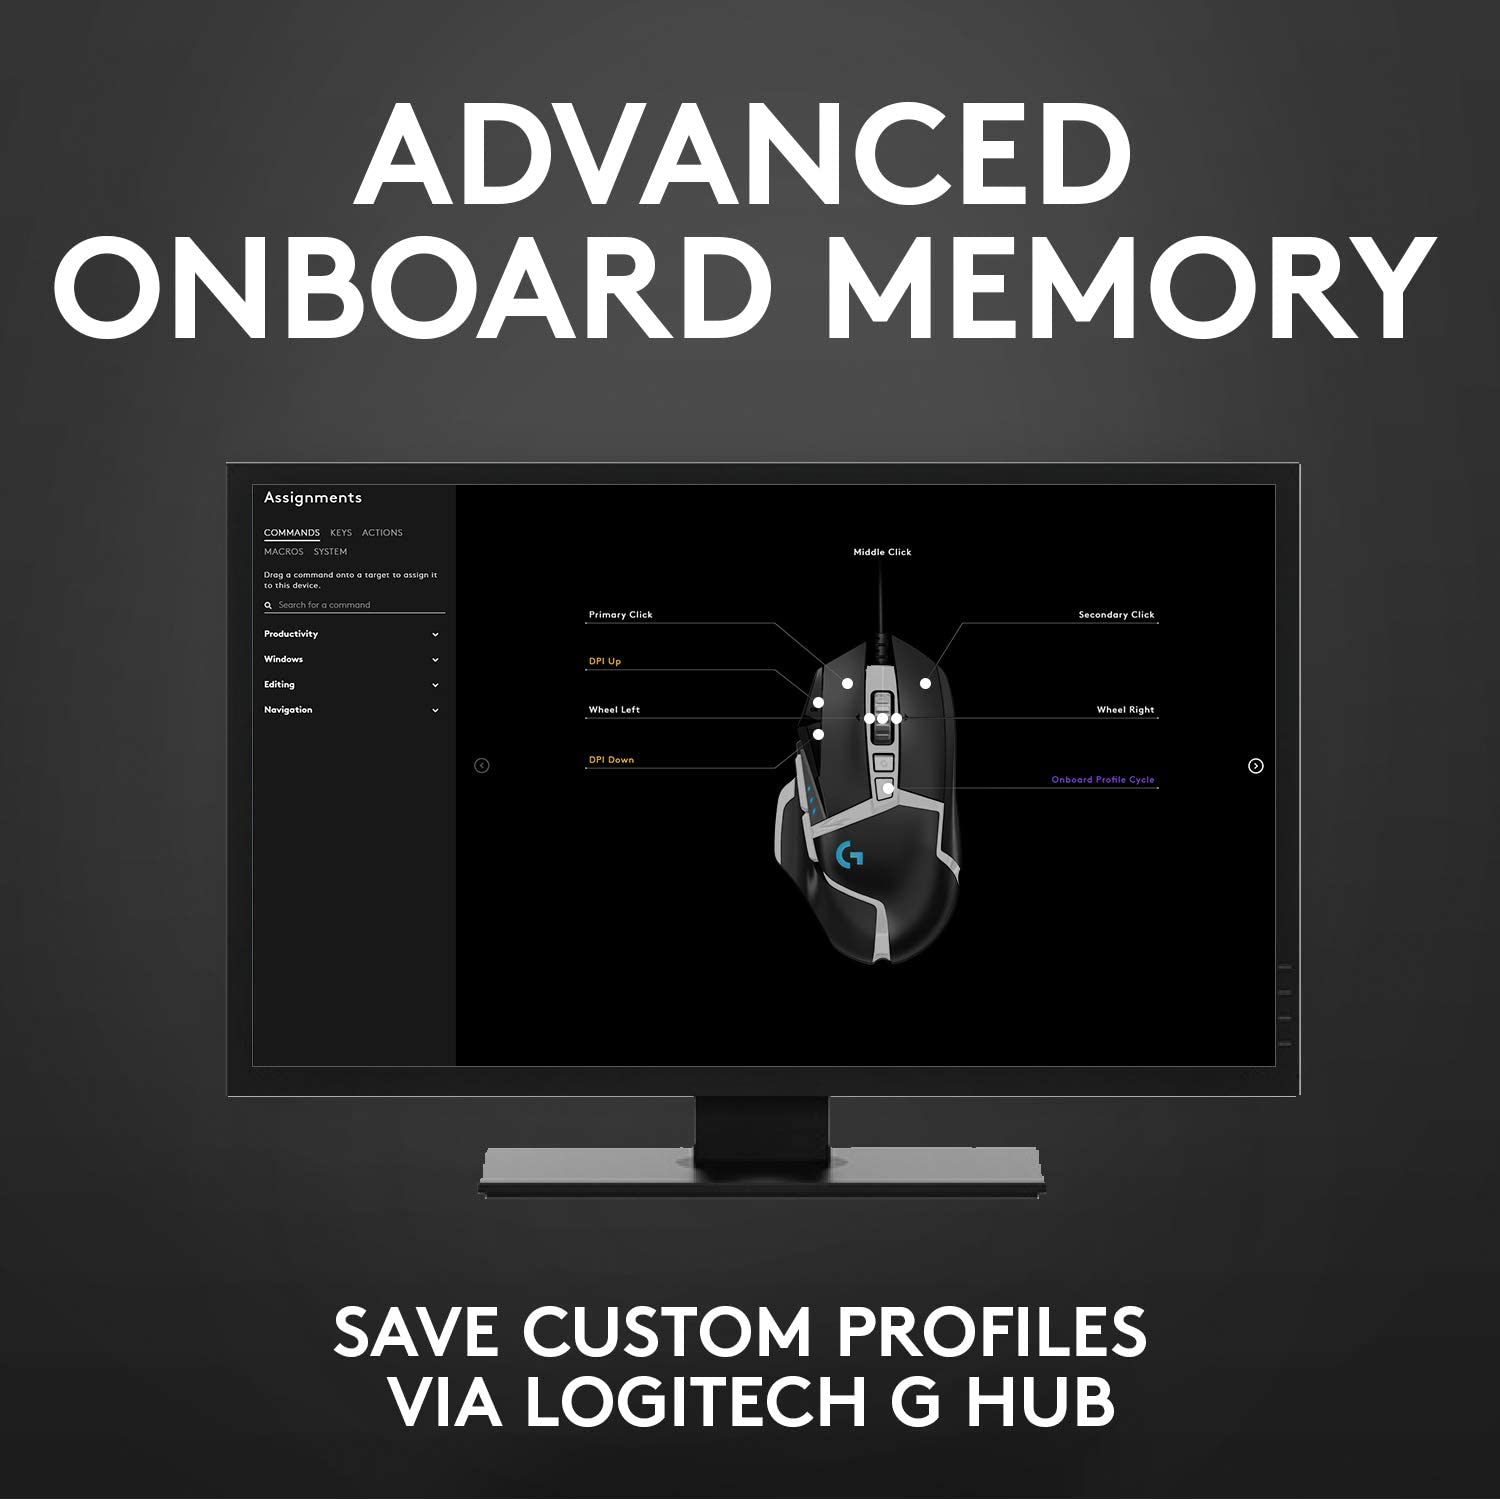 ADVANCED
ONBOARD MEMORY
Assignments
COMMANDS KEYS ACTIONS
MACROS SYSTEM
Drag a command onto a target to assign it
to this device.
Search for a command
Productivity
Windows
Editing
Navigation
Middle Click
Primary Click
Secondary Click
DPI Up
Wheel Left
Wheel Right
DPI Down
Onboard Profile Cycle
G
SAVE CUSTOM PROFILES
VIA LOGITECH G HUB